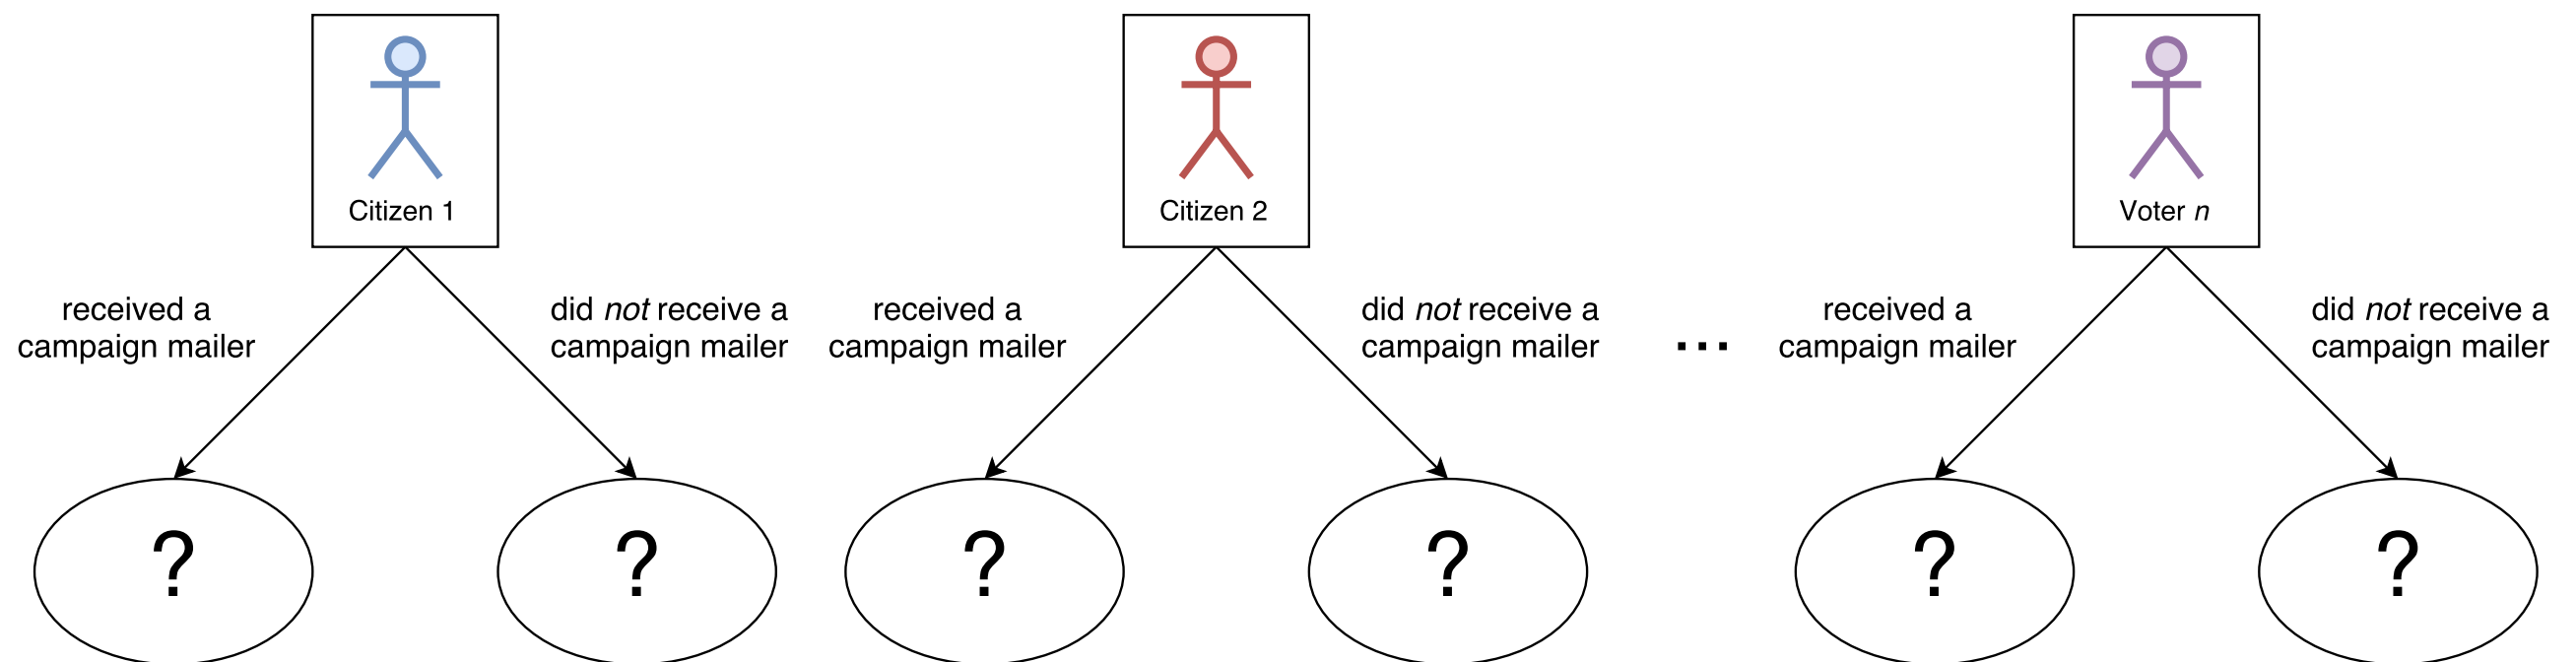 Citizen 1
Citizen 2
Voter n
received a
campaign mailer
did not receive a
campaign mailer
received a
campaign mailer
did not receive a
campaign mailer
...
received a
campaign mailer
did not receive a
campaign mailer
?
?
?
?
?
?